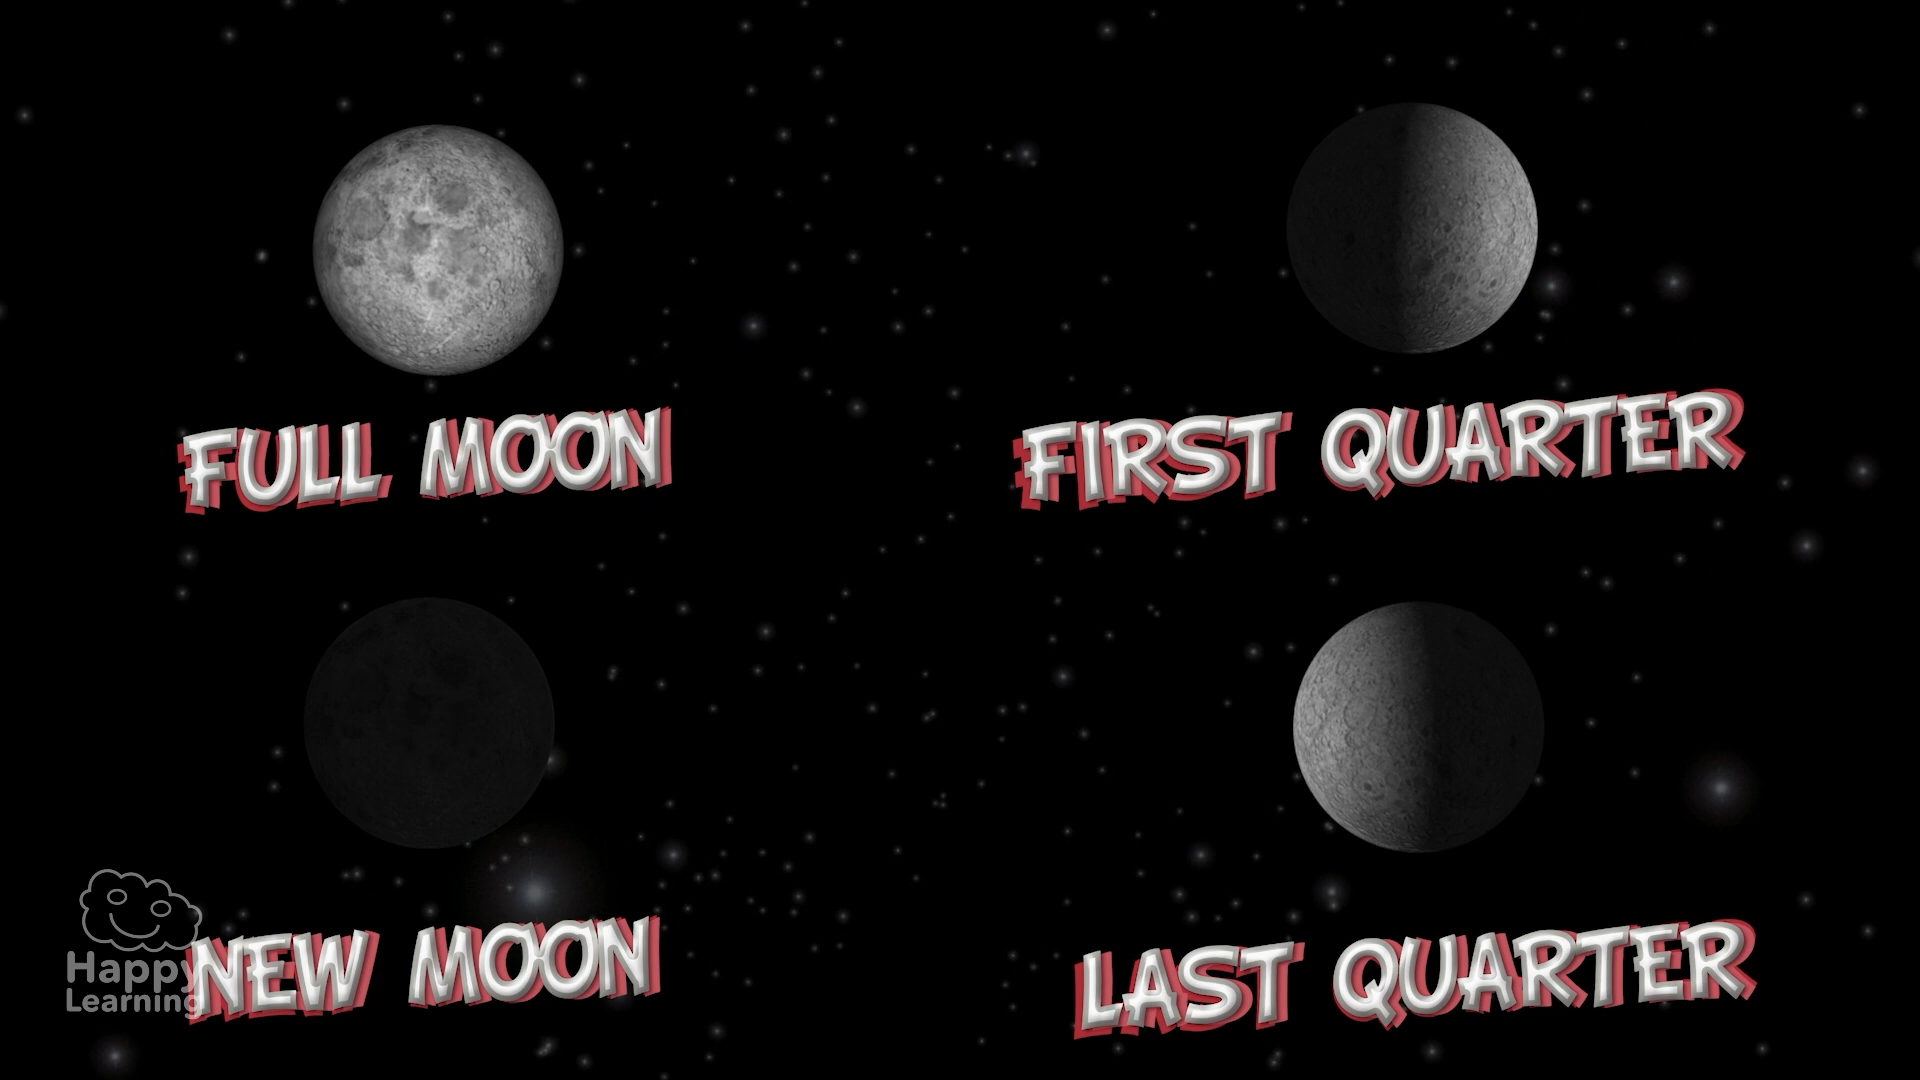 FULL MOON
FIRST QUARTER
NEW MOON
LAST QUARTER
Happy
Learning